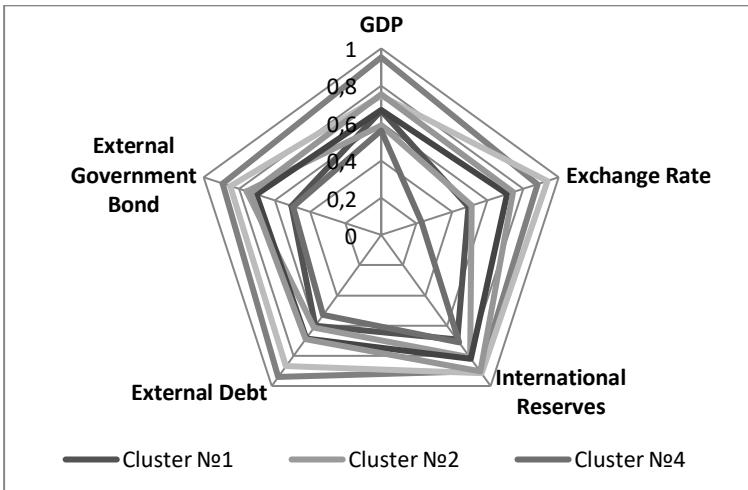 GDP
1
0,8
0,6
0,4
0,2
0
Exchange Rate
International
Reserves
External Debt
External
Government
Bond
Cluster №1
Cluster №2
Cluster №4